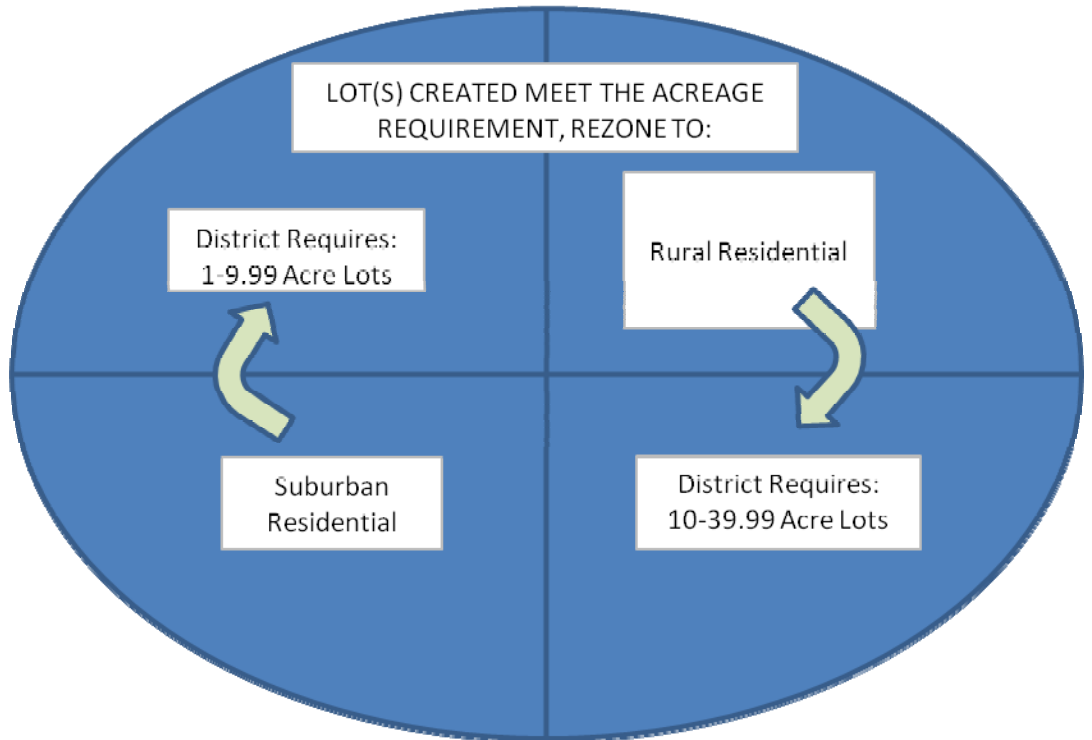 LOT(S) CREATED MEET THE ACREAGE
REQUIREMENT, REZONE TO:
District Requires:
1-9.99 Acre Lots
Rural Residential
Suburban
Residential
District Requires:
10-39.99 Acre Lots